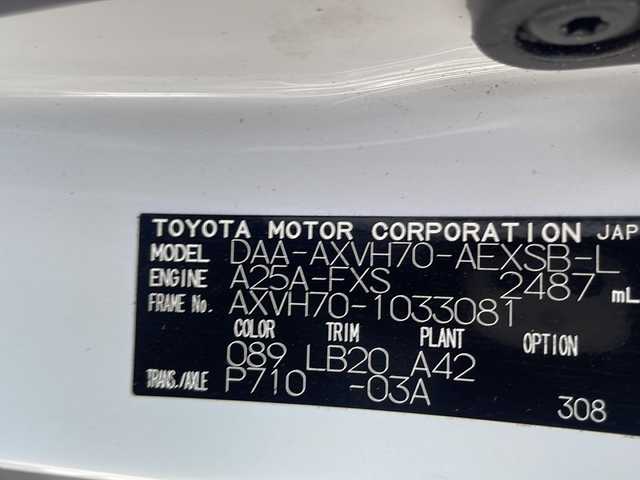 TOYOTA MOTOR CORPORATION JAP
MODEL DAA-AXVH70-AEXSB-L
ENGINE A25A-FXS 2487 mL
FRAME No. AXVH70-1033081
COLOR TRIM PLANT OPTION
089 LB20 A42
TRANS./AXLE P710 -03A
308